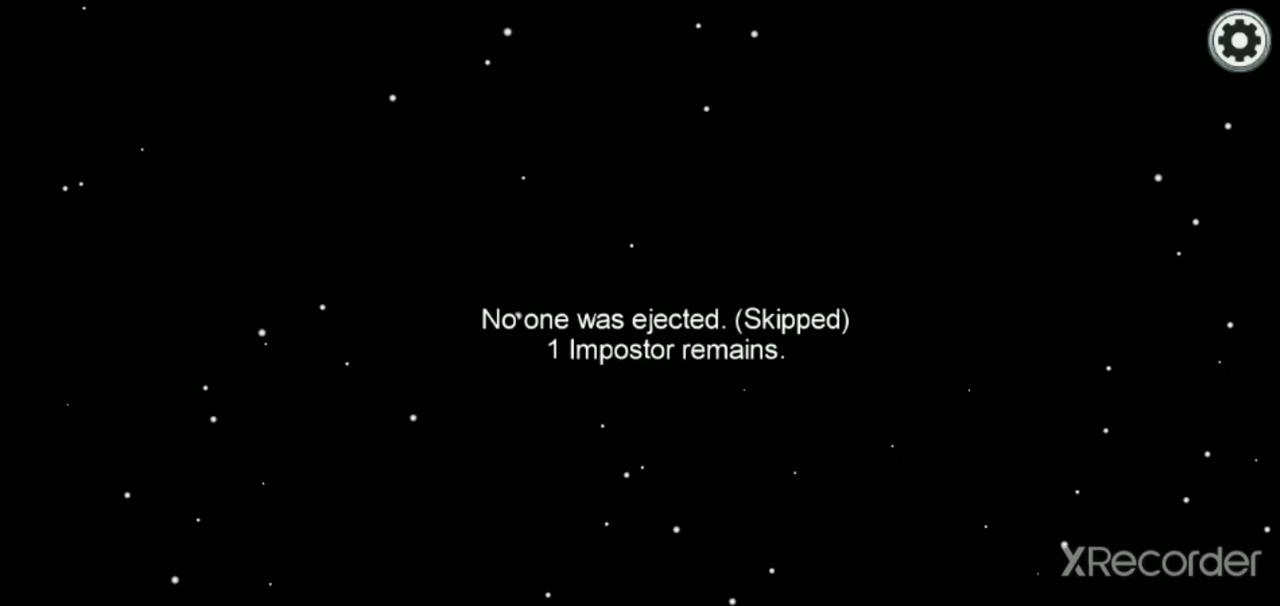 No one was ejected. (Skipped)
1 Impostor remains.
XRecorder